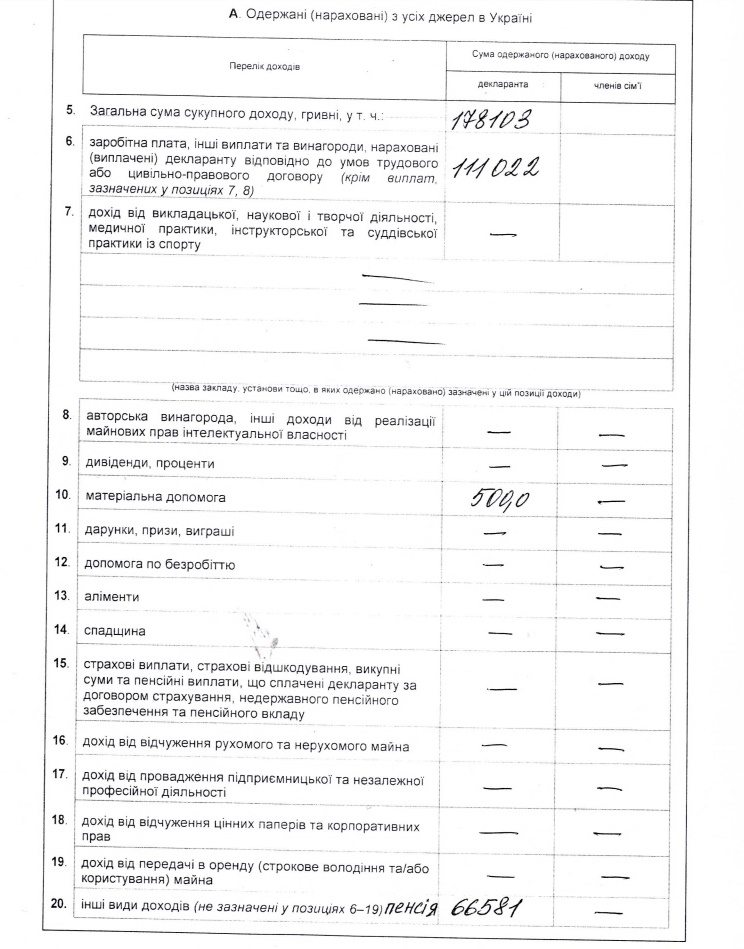 А. Одержані (нараховані) з усіх джерел в Україні
Перелік доходів
Сума одержаного (нарахованого) доходу
декларанта
членів сім'ї
5. Загальна сума сукупного доходу, гривні, у т. ч.: 178103
6. заробітна плата, інші виплати та винагороди, нараховані
(виплачені) декларанту відповідно до умов трудового
або цивільно-правового договору (крім виплат, 111022
зазначених у позиціях 7, 8)
7. дохід від викладацької, наукової і творчої діяльності,
медичної практики, інструкторської та суддівської —
практики із спорту
—
—
—
(назва закладу, установи тощо, в яких одержано (нараховано) зазначені у цій позиції доходи)
8. авторська винагорода, інші доходи від реалізації
майнових прав інтелектуальної власності — —
9. дивіденди, проценти — —
10. матеріальна допомога 500,0 —
11. дарунки, призи, виграші — —
12. допомога по безробіттю — —
13. аліменти — —
14. спадщина — —
15. страхові виплати, страхові відшкодування, викупні
суми та пенсійні виплати, що сплачені декларанту за — —
договором страхування, недержавного пенсійного
забезпечення та пенсійного вкладу
16. дохід від відчуження рухомого та нерухомого майна — —
17. дохід від провадження підприємницької та незалежної
професійної діяльності — —
18. дохід від відчуження цінних паперів та корпоративних
прав — —
19. дохід від передачі в оренду (строкове володіння та/або
користування) майна — —
20. інші види доходів (не зазначені у позиціях 6–19) пенсія 66581 —